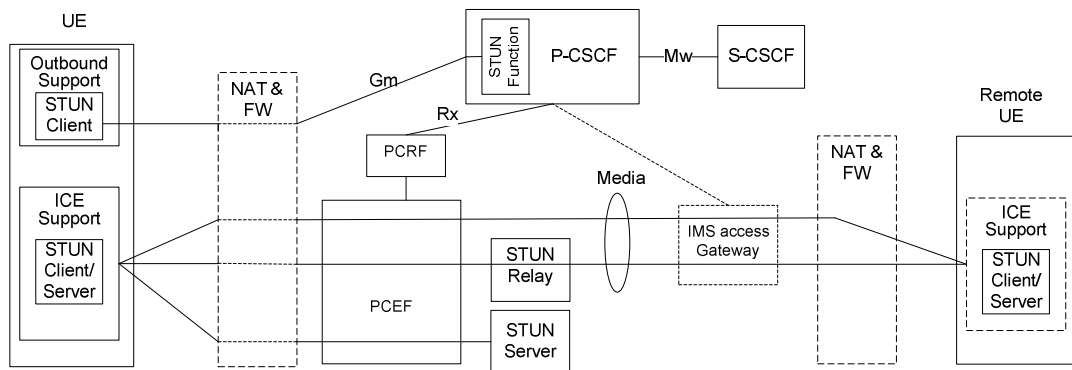 UE
Outbound
Support
STUN
Client
NAT &
FW
Gm
STUN
Function
P-CSCF
Mw
S-CSCF
Rx
PCRF
Remote
UE
NAT &
FW
Media
ICE
Support
STUN
Client/
Server
PCEF
STUN
Relay
STUN
Server
IMS access
Gateway
ICE
Support
STUN
Client/
Server